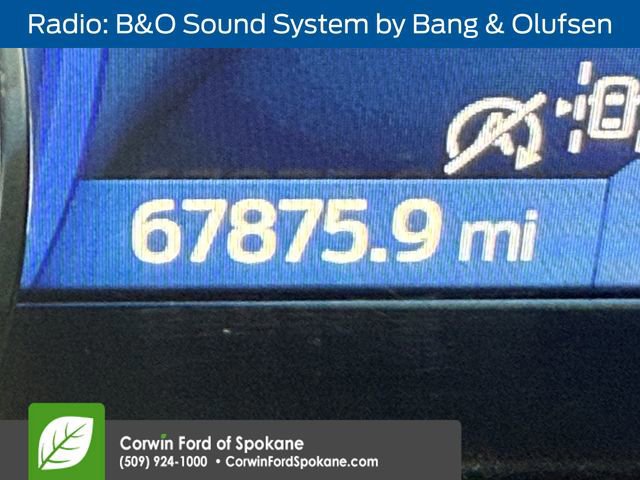 Radio: B&O Sound System by Bang & Olufsen
A
67875.9 mi
Corwin Ford of Spokane
(509) 924-1000 • CorwinFordSpokane.com